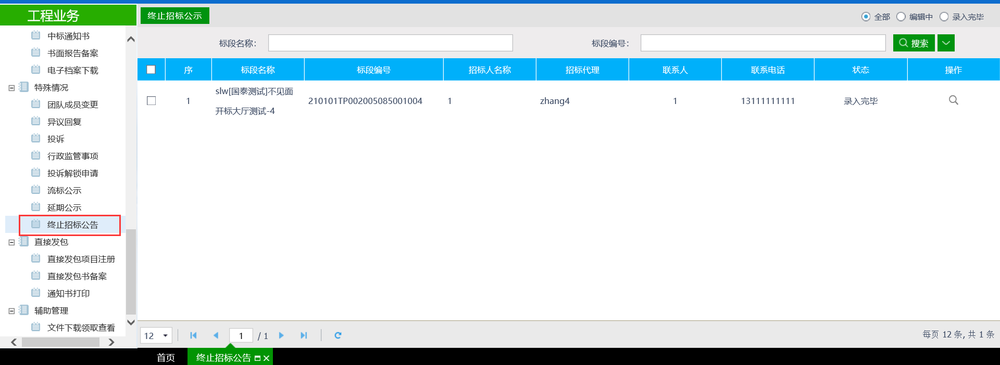 工程业务
中标通知书
书面报告备案
电子档案下载
特殊情况
团队成员变更
异议回复
投诉
行政监管事项
投诉解锁申请
流标公示
延期公示
终止招标公告
直接发包
直接发包项目注册
直接发包书备案
通知书打印
辅助管理
文件下载领取查看
终止招标公示
全部 编辑中 录入完毕
标段名称: 标段编号: 搜索
序 标段名称 标段编号 招标人名称 招标代理 联系人 联系电话 状态 操作
1 slw[国泰测试]不见面开标大厅测试-4 210101TP002005085001004 1 zhang4 1 13111111111 录入完毕
12 1 / 1 每页 12 条, 共 1 条
首页 终止招标公告